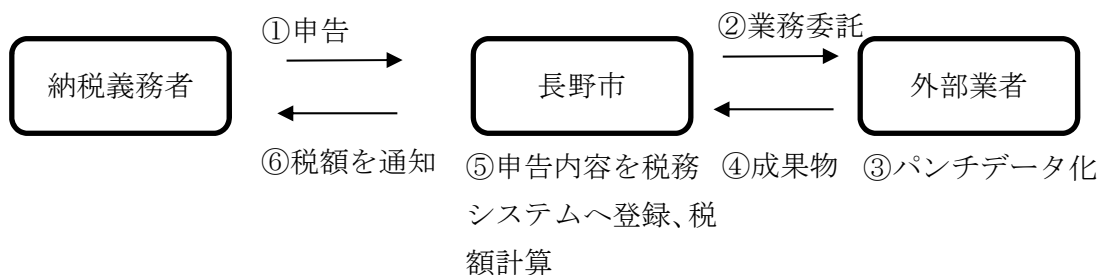 ①申告
②業務委託
納税義務者
長野市
外部業者
⑥税額を通知
⑤申告内容を税務
システムへ登録、税
額計算
④成果物
③パンチデータ化